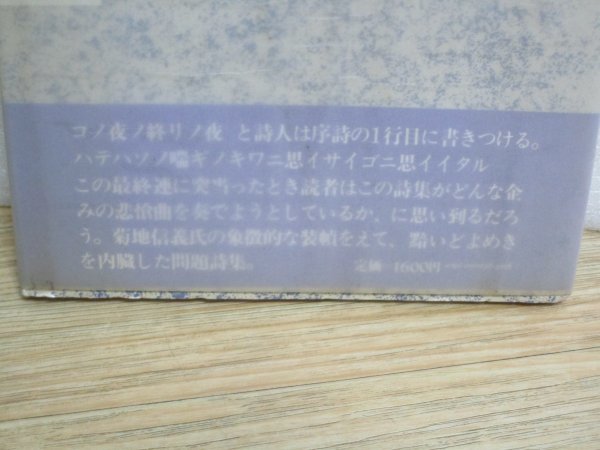 コノ夜ノ終リノ夜 と詩人は序詩の1行目に書きつける。
ハテハソノ喘ギノキワニ思イサイゴニ思イイタル
この最終連に突当ったとき読者はこの詩集がどんな企
みの悲愴曲を奏でようとしているか、に思い到るだろ
う。菊地信義氏の象徴的な装幀をえて、黯いどよめき
を内臓した問題詩集。 定価 1600円